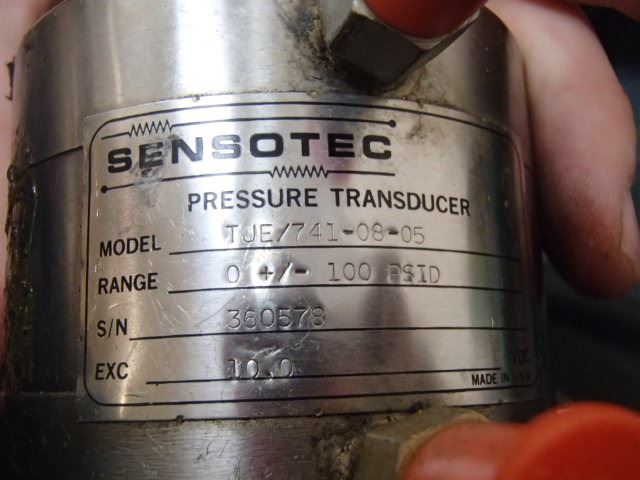 SENSOTEC
PRESSURE TRANSDUCER
MODEL TJE/741-08-05
RANGE 0 +/- 100 PSID
S/N 360578
EXC 10.0 VDC
MADE IN U.S.A.